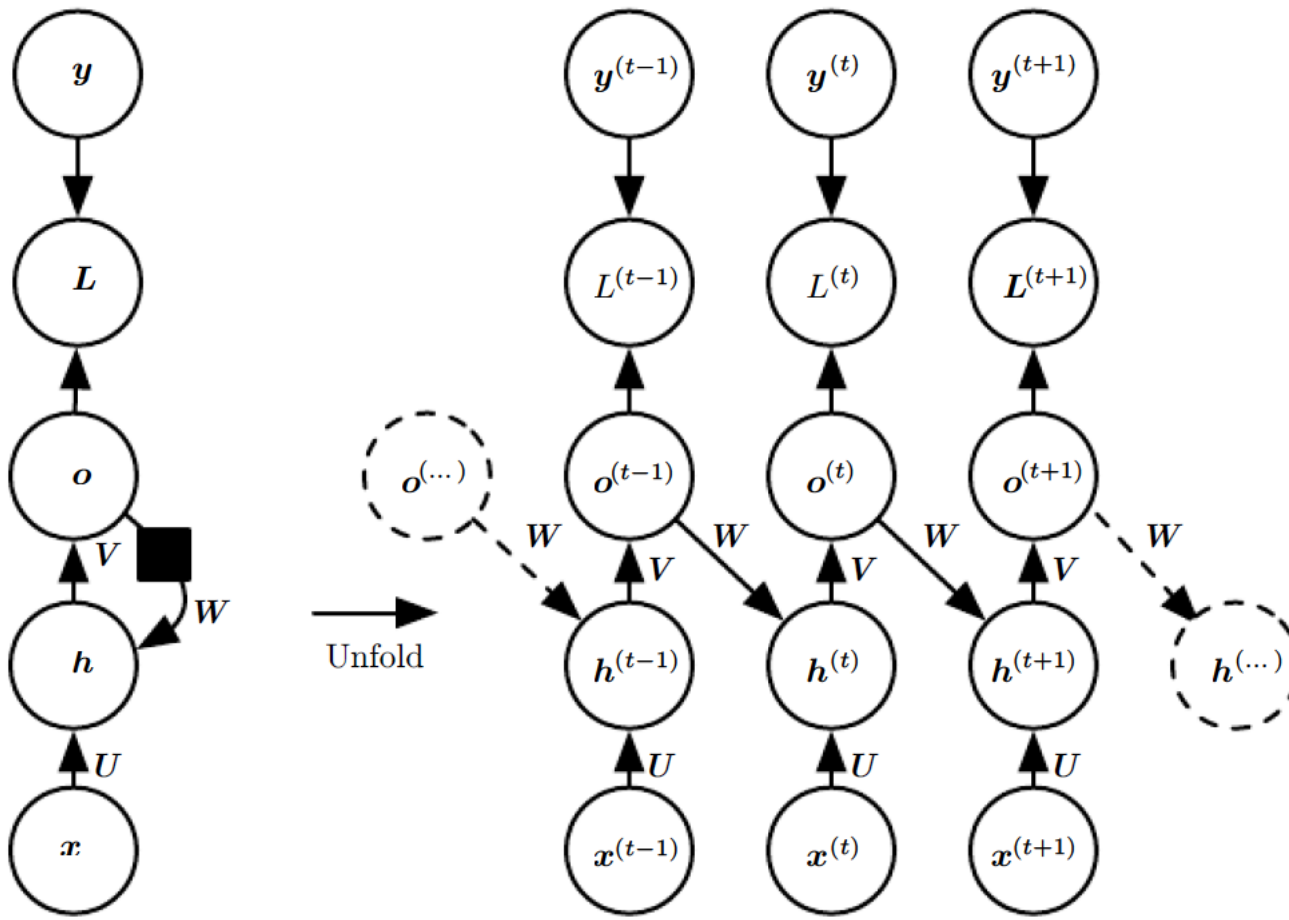 y y^(t−1) y^(t) y^(t+1)
L L^(t−1) L^(t) L^(t+1)
o o^(...) o^(t−1) o^(t) o^(t+1)
W W W W
V V V V
W
Unfold
h h^(t−1) h^(t) h^(t+1) h^(...)
U U U U
x x^(t−1) x^(t) x^(t+1)